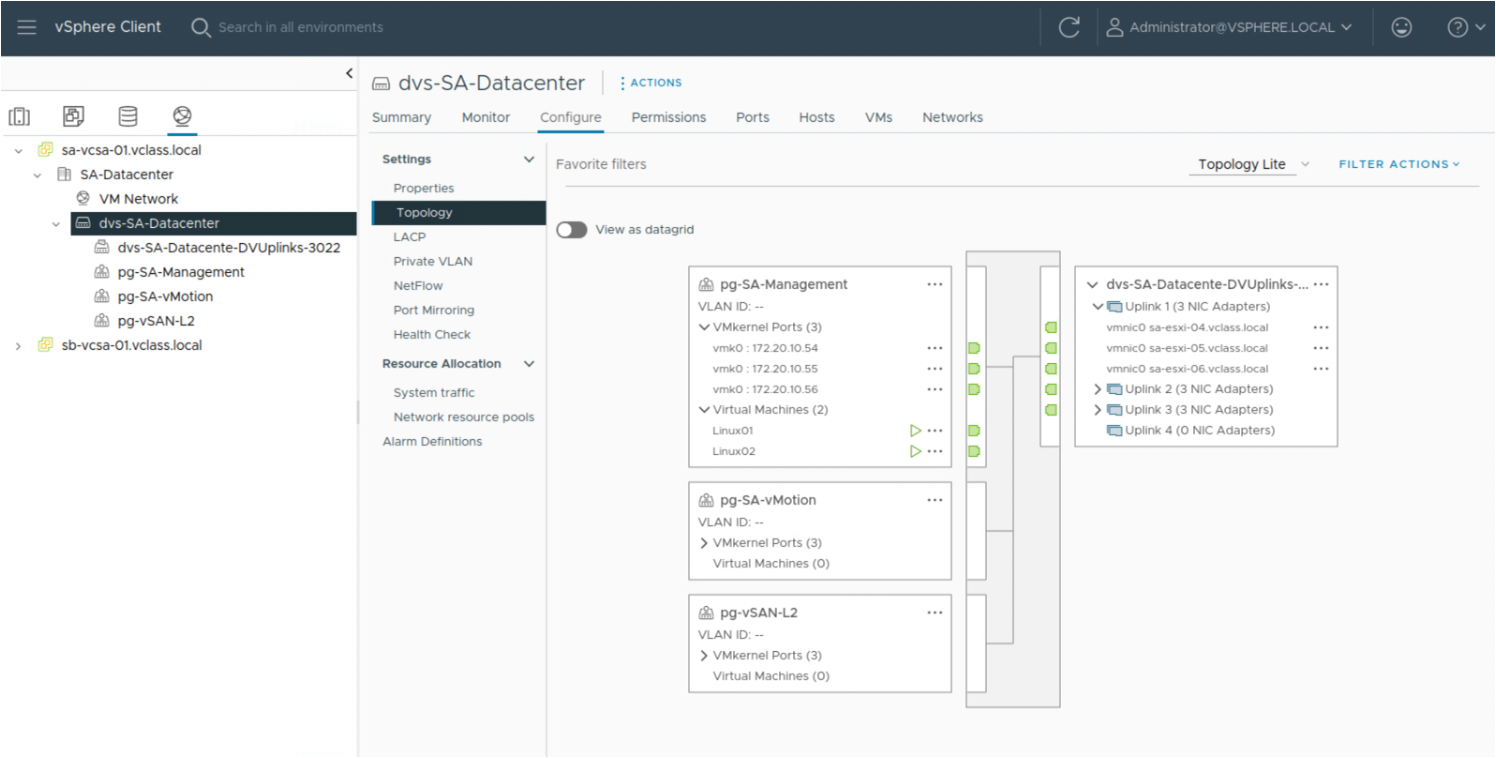 vSphere Client
Search in all environments
Administrator@VSPHERE.LOCAL
?
dvs-SA-Datacenter
ACTIONS
Summary Monitor Configure Permissions Ports Hosts VMs Networks
sa-vcsa-01.vclass.local
SA-Datacenter
VM Network
dvs-SA-Datacenter
dvs-SA-Datacente-DVUplinks-3022
pg-SA-Management
pg-SA-vMotion
pg-vSAN-L2
sb-vcsa-01.vclass.local
Settings
Properties
Topology
LACP
Private VLAN
NetFlow
Port Mirroring
Health Check
Resource Allocation
System traffic
Network resource pools
Alarm Definitions
Favorite filters
Topology Lite
FILTER ACTIONS
View as datagrid
pg-SA-Management ...
VLAN ID: --
VMkernel Ports (3)
vmk0 : 172.20.10.54 ...
vmk0 : 172.20.10.55 ...
vmk0 : 172.20.10.56 ...
Virtual Machines (2)
Linux01 ...
Linux02 ...
pg-SA-vMotion ...
VLAN ID: --
VMkernel Ports (3)
Virtual Machines (0)
pg-vSAN-L2 ...
VLAN ID: --
VMkernel Ports (3)
Virtual Machines (0)
dvs-SA-Datacente-DVUplinks-... ...
Uplink 1 (3 NIC Adapters)
vmnic0 sa-esxi-04.vclass.local ...
vmnic0 sa-esxi-05.vclass.local ...
vmnic0 sa-esxi-06.vclass.local ...
Uplink 2 (3 NIC Adapters)
Uplink 3 (3 NIC Adapters)
Uplink 4 (0 NIC Adapters)